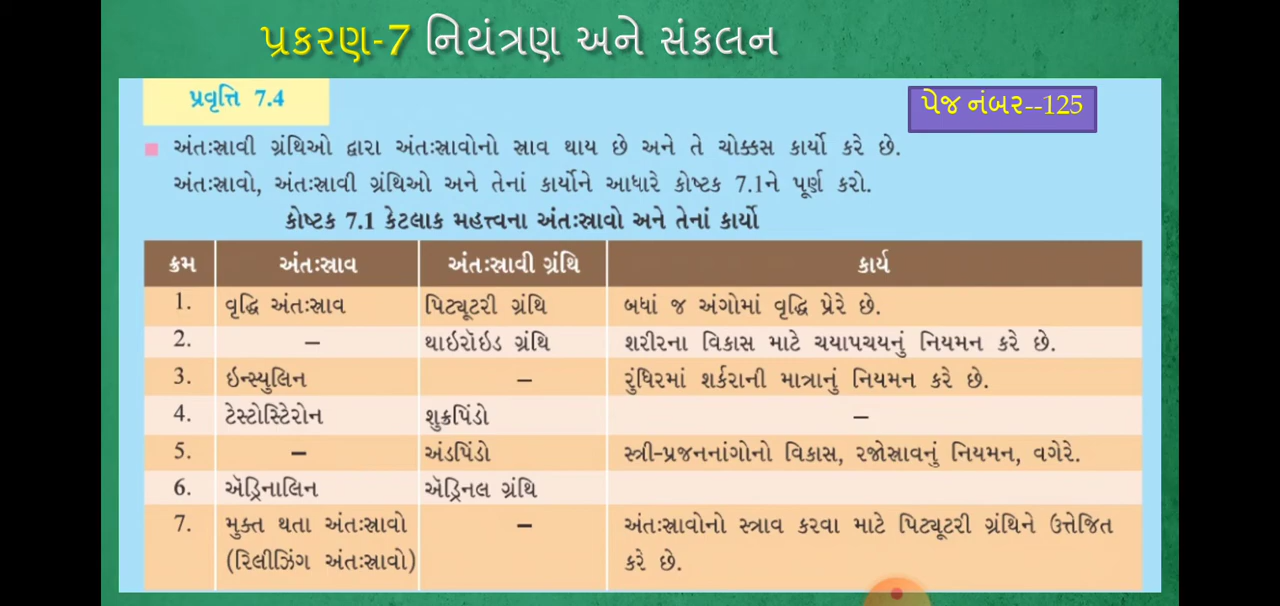 પ્રકરણ-7 નિયંત્રણ અને સંકલન
પ્રવૃત્તિ 7.4
પેજ નંબર--125
અંતઃસ્રાવી ગ્રંથિઓ દ્વારા અંતઃસ્રાવોનો સ્રાવ થાય છે અને તે ચોક્કસ કાર્યો કરે છે.
અંતઃસ્રાવો, અંતઃસ્રાવી ગ્રંથિઓ અને તેનાં કાર્યોને આધારે કોષ્ટક 7.1ને પૂર્ણ કરો.
કોષ્ટક 7.1 કેટલાક મહત્ત્વના અંતઃસ્રાવો અને તેનાં કાર્યો
ક્રમ અંતઃસ્રાવ અંતઃસ્રાવી ગ્રંથિ કાર્ય
1. વૃદ્ધિ અંતઃસ્રાવ પિટ્યૂટરી ગ્રંથિ બધાં જ અંગોમાં વૃદ્ધિ પ્રેરે છે.
2. – થાઇરૉઇડ ગ્રંથિ શરીરના વિકાસ માટે ચયાપચયનું નિયમન કરે છે.
3. ઇન્સ્યુલિન – રુંધિરમાં શર્કરાની માત્રાનું નિયમન કરે છે.
4. ટેસ્ટોસ્ટિેરોન શુક્રપિંડો –
5. – અંડપિંડો સ્ત્રી-પ્રજનનાંગોનો વિકાસ, રજોસ્રાવનું નિયમન, વગેરે.
6. ઍડ્રિનાલિન ઍડ્રિનલ ગ્રંથિ
7. મુક્ત થતા અંતઃસ્રાવો – અંતઃસ્રાવોનો સ્ત્રાવ કરવા માટે પિટ્યૂટરી ગ્રંથિને ઉત્તેજિત
(રિલીઝિંગ અંતઃસ્રાવો) કરે છે.